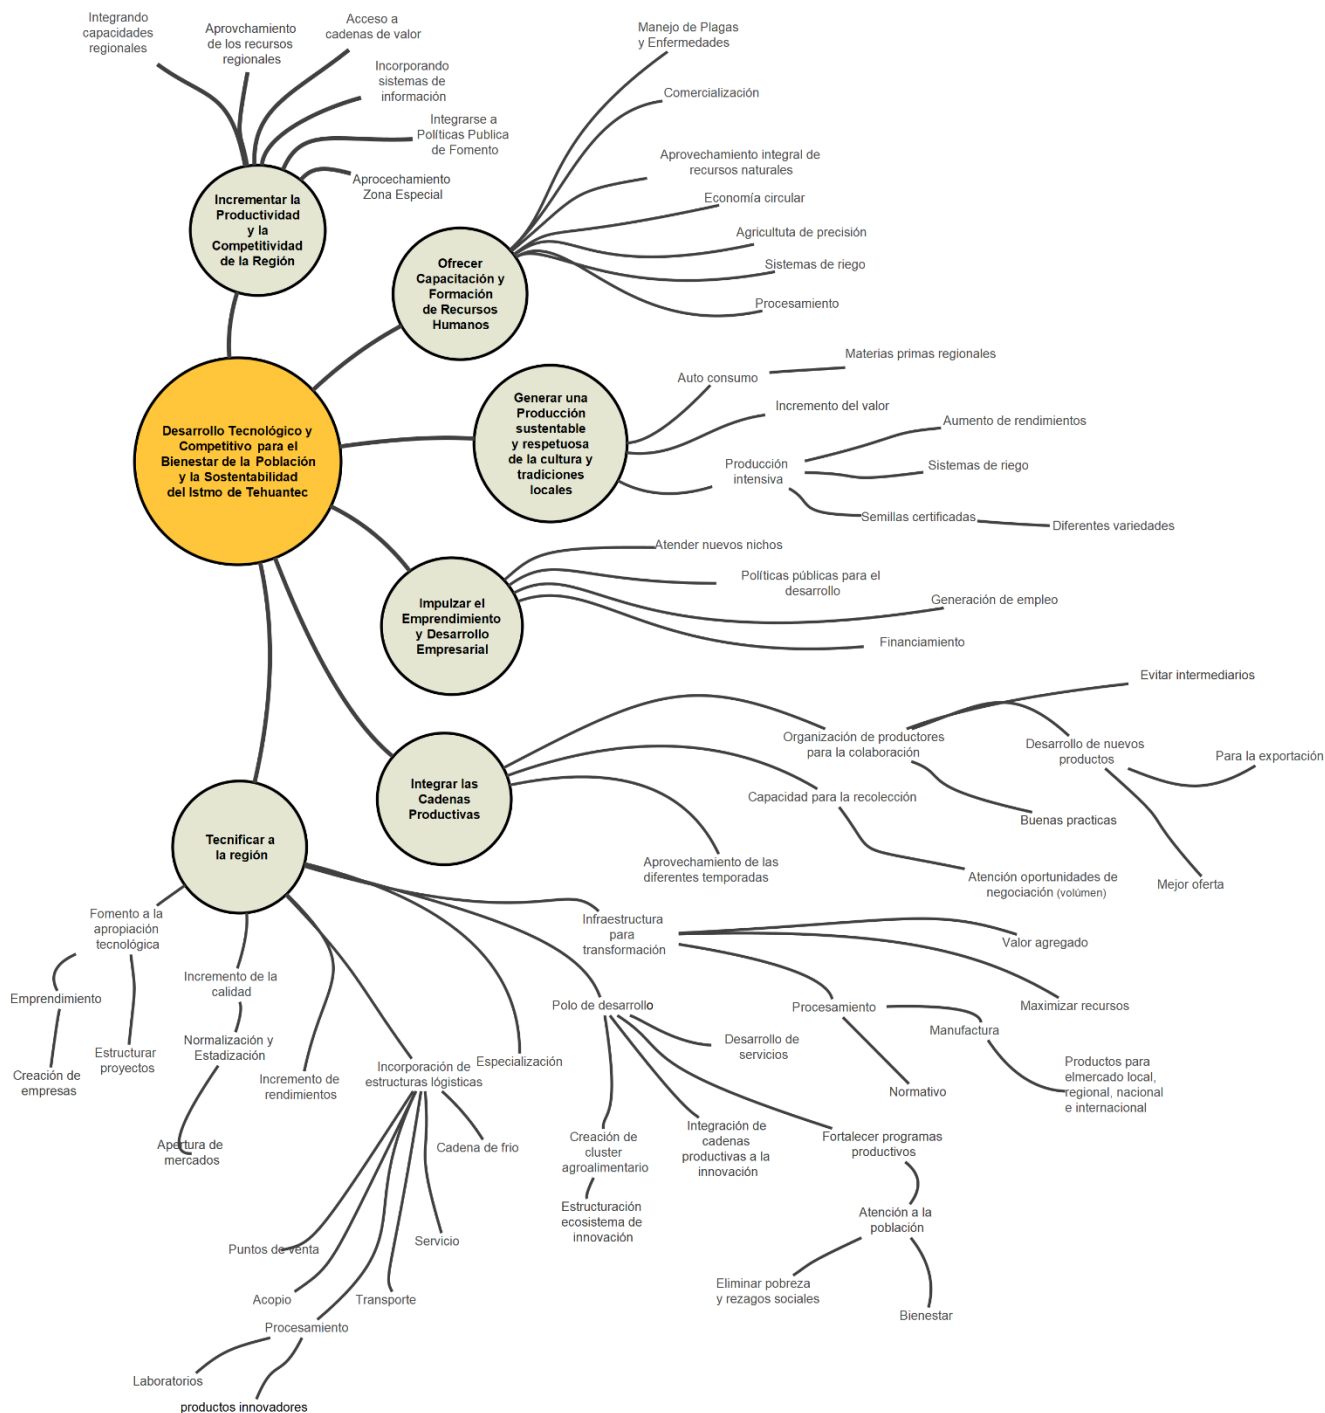 Integrando
capacidades
regionales
Aprovchamiento
de los recursos
regionales
Acceso a
cadenas de valor
Incorporando
sistemas de
información
Integrarse a
Políticas Publica
de Fomento
Aprocechamiento
Zona Especial
Incrementar la
Productividad
y la
Competitividad
de la Región
Manejo de Plagas
y Enfermedades
Comercialización
Aprovechamiento integral de
recursos naturales
Economía circular
Agricultuta de precisión
Sistemas de riego
Procesamiento
Ofrecer
Capacitación y
Formación
de Recursos
Humanos
Desarrollo Tecnológico y
Competitivo para el
Bienestar de la Población
y la Sostentabilidad
del Istmo de Tehuantec
Generar una
Producción
sustentable
y respetuosa
de la cultura y
tradiciones
locales
Auto consumo
Materias primas regionales
Incremento del valor
Producción
intensiva
Aumento de rendimientos
Sistemas de riego
Semillas certificadas
Diferentes variedades
Impulzar el
Emprendimiento
y Desarrollo
Empresarial
Atender nuevos nichos
Políticas públicas para el
desarrollo
Generación de empleo
Financiamiento
Integrar las
Cadenas
Productivas
Organización de productores
para la colaboración
Evitar intermediarios
Desarrollo de nuevos
productos
Para la exportación
Mejor oferta
Buenas practicas
Capacidad para la recolección
Atención oportunidades de
negociación (volúmen)
Aprovechamiento de las
diferentes temporadas
Tecnificar a
la región
Fomento a la
apropiación
tecnológica
Emprendimiento
Creación de
empresas
Estructurar
proyectos
Incremento de la
calidad
Normalización y
Estadización
Apertura de
mercados
Incremento de
rendimientos
Incorporación de
estructuras lógisticas
Cadena de frio
Servicio
Transporte
Puntos de venta
Acopio
Procesamiento
Laboratorios
productos innovadores
Especialización
Polo de desarrollo
Desarrollo de
servicios
Creación de
cluster
agroalimentario
Estructuración
ecosistema de
innovación
Integración de
cadenas
productivas a la
innovación
Fortalecer programas
productivos
Atención a la
población
Eliminar pobreza
y rezagos sociales
Bienestar
Infraestructura
para
transformación
Valor agregado
Maximizar recursos
Procesamiento
Normativo
Manufactura
Productos para
elmercado local,
regional, nacional
e internacional